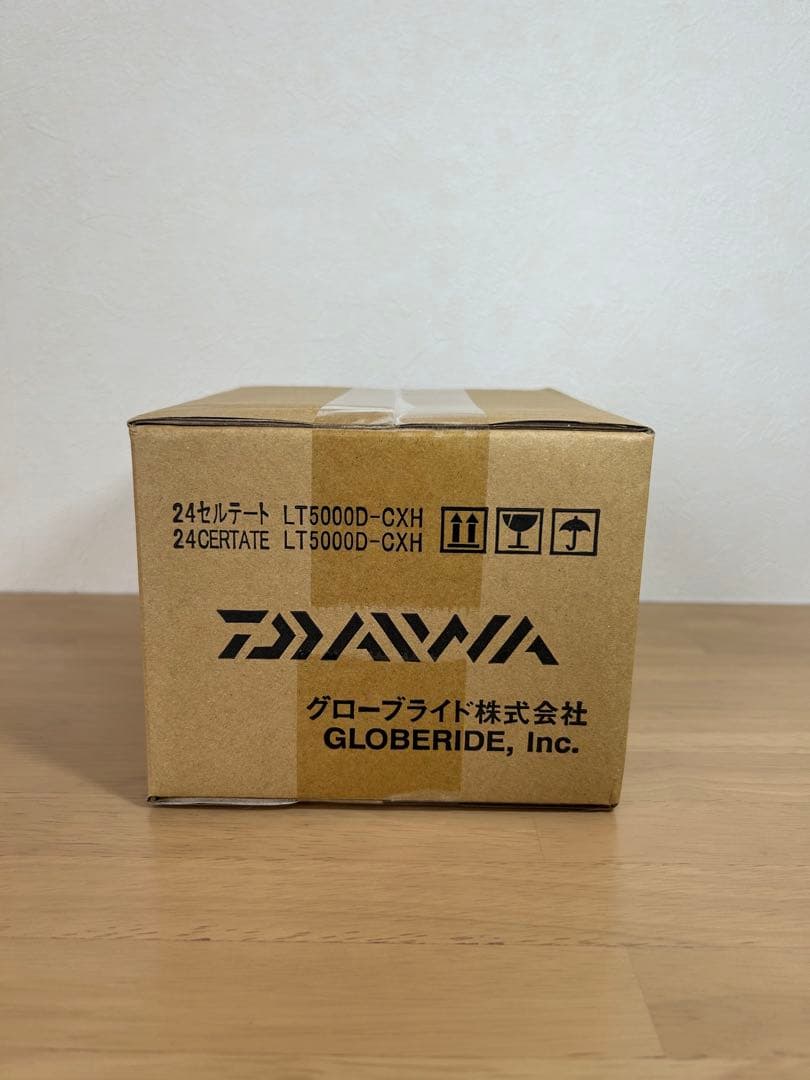 24セルテート LT5000D-CXH
24CERTATE LT5000D-CXH
DAIWA
グローブライド株式会社
GLOBERIDE, Inc.